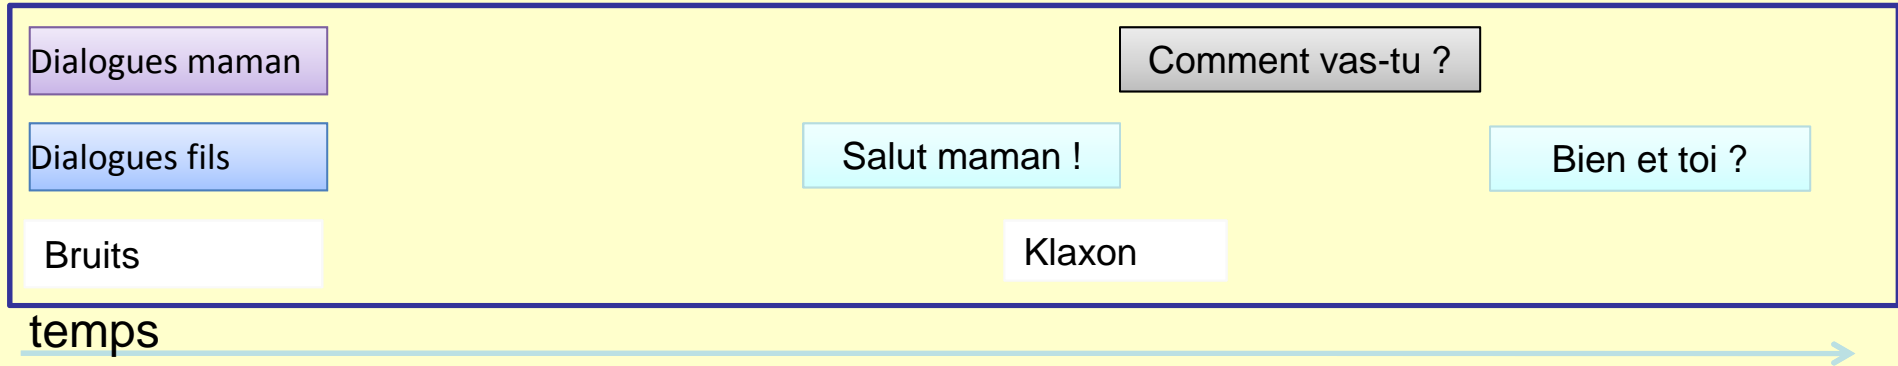 Dialogues maman
Comment vas-tu ?
Dialogues fils
Salut maman !
Bien et toi ?
Bruits
Klaxon
temps